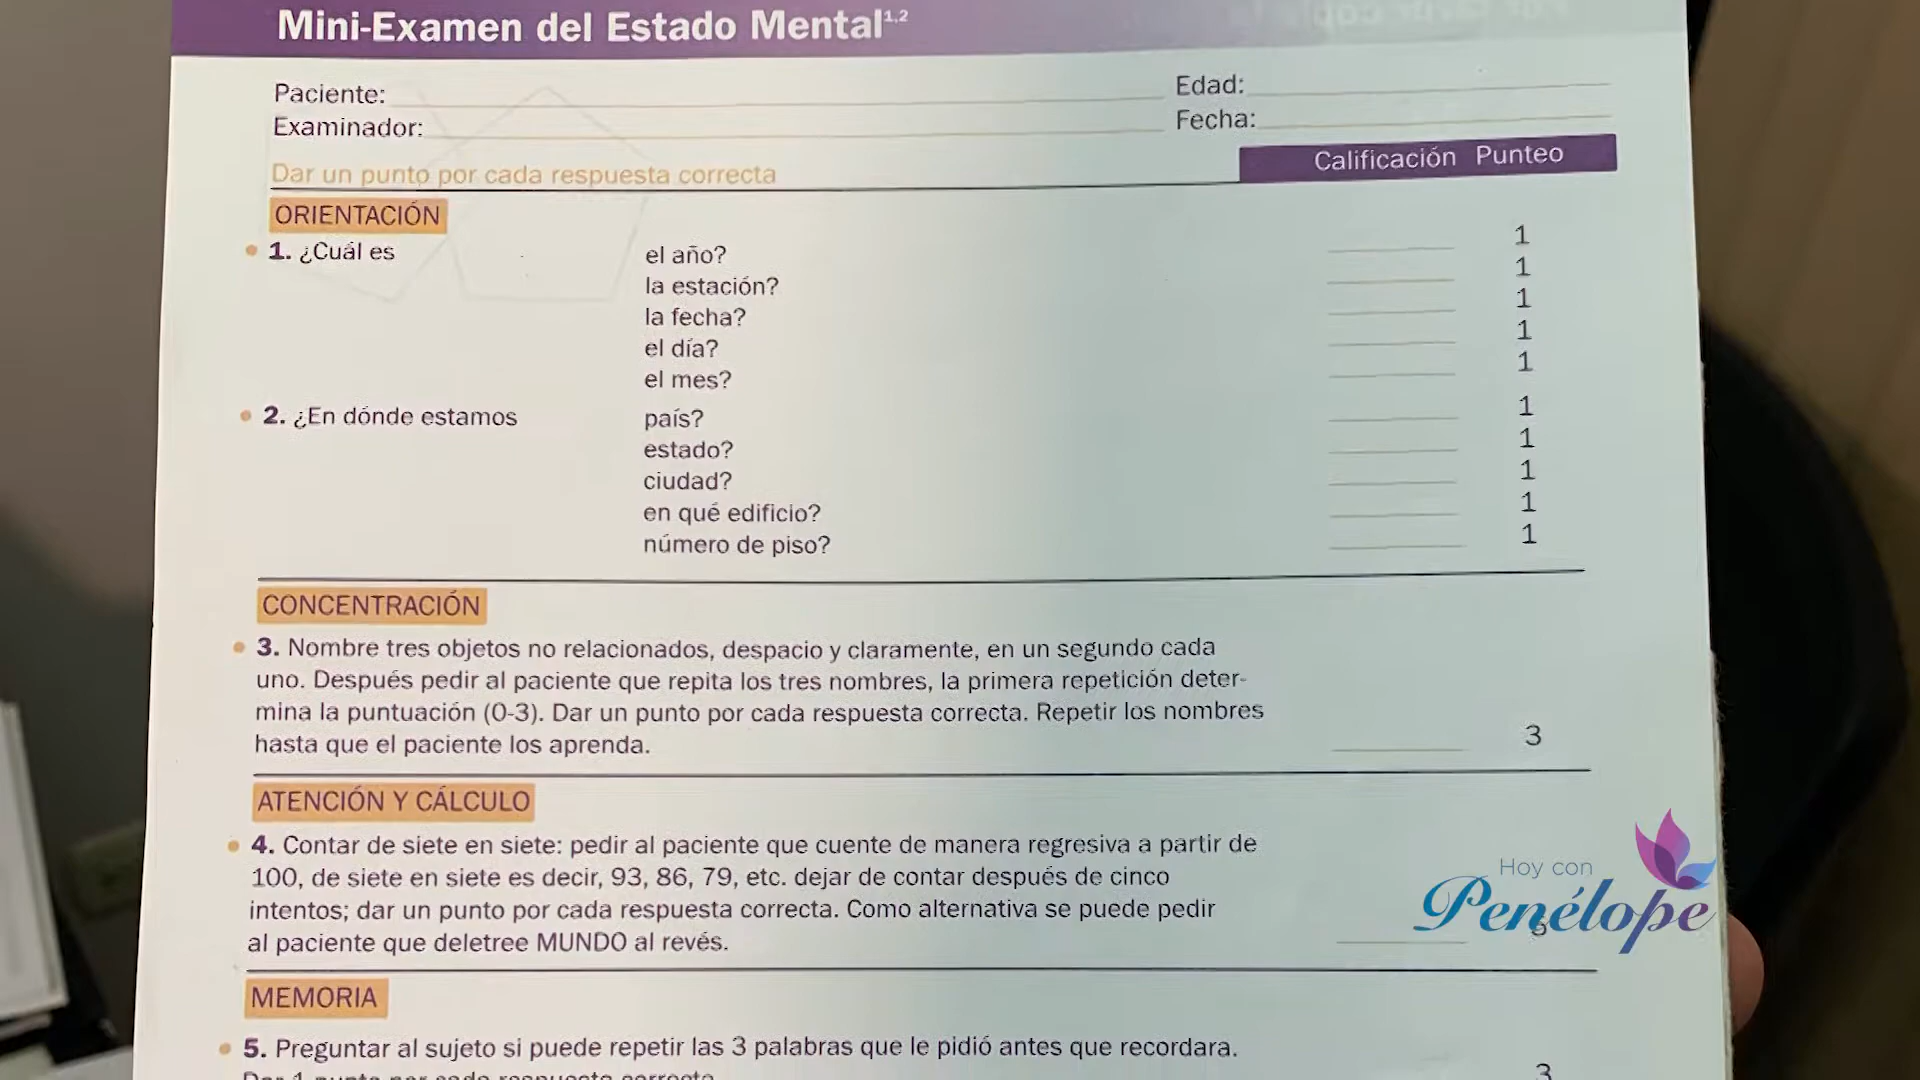 Mini-Examen del Estado Mental1,2
Paciente:
Edad:
Examinador:
Fecha:
Dar un punto por cada respuesta correcta
Calificación Punteo
ORIENTACIÓN
1. ¿Cuál es el año? 1
la estación? 1
la fecha? 1
el día? 1
el mes? 1
2. ¿En dónde estamos país? 1
estado? 1
ciudad? 1
en qué edificio? 1
número de piso? 1
CONCENTRACIÓN
3. Nombre tres objetos no relacionados, despacio y claramente, en un segundo cada
uno. Después pedir al paciente que repita los tres nombres, la primera repetición deter-
mina la puntuación (0-3). Dar un punto por cada respuesta correcta. Repetir los nombres
hasta que el paciente los aprenda. 3
ATENCIÓN Y CÁLCULO
4. Contar de siete en siete: pedir al paciente que cuente de manera regresiva a partir de
100, de siete en siete es decir, 93, 86, 79, etc. dejar de contar después de cinco
intentos; dar un punto por cada respuesta correcta. Como alternativa se puede pedir
al paciente que deletree MUNDO al revés.
Hoy con
Penélope
MEMORIA
5. Preguntar al sujeto si puede repetir las 3 palabras que le pidió antes que recordara.
Dar 1 punto por cada respuesta correcta. 3